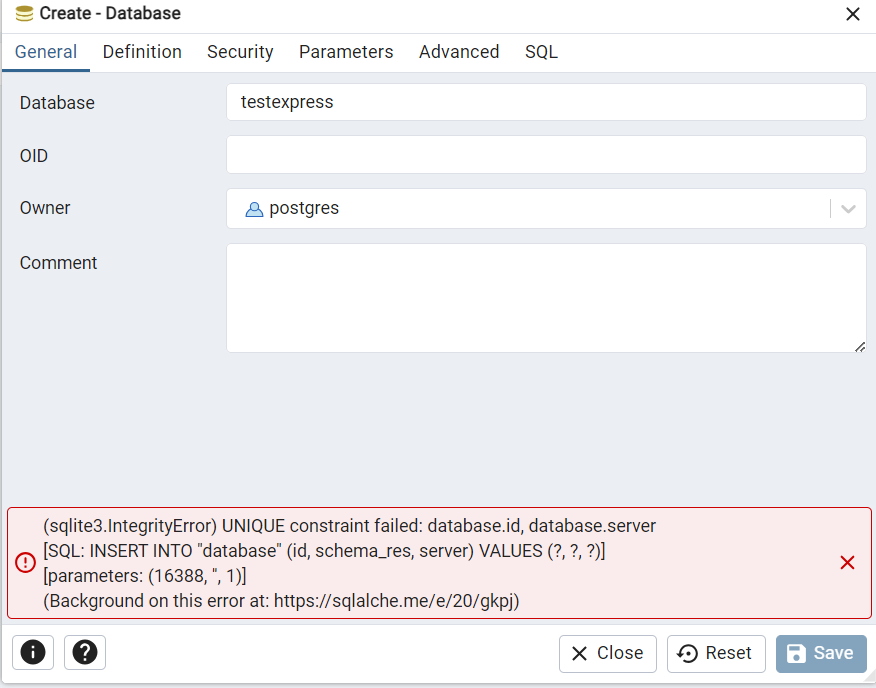 Create - Database
General Definition Security Parameters Advanced SQL
Database testexpress
OID
Owner postgres
Comment
(sqlite3.IntegrityError) UNIQUE constraint failed: database.id, database.server
[SQL: INSERT INTO "database" (id, schema_res, server) VALUES (?, ?, ?)]
[parameters: (16388, '', 1)]
(Background on this error at: https://sqlalche.me/e/20/gkpj)
Close Reset Save